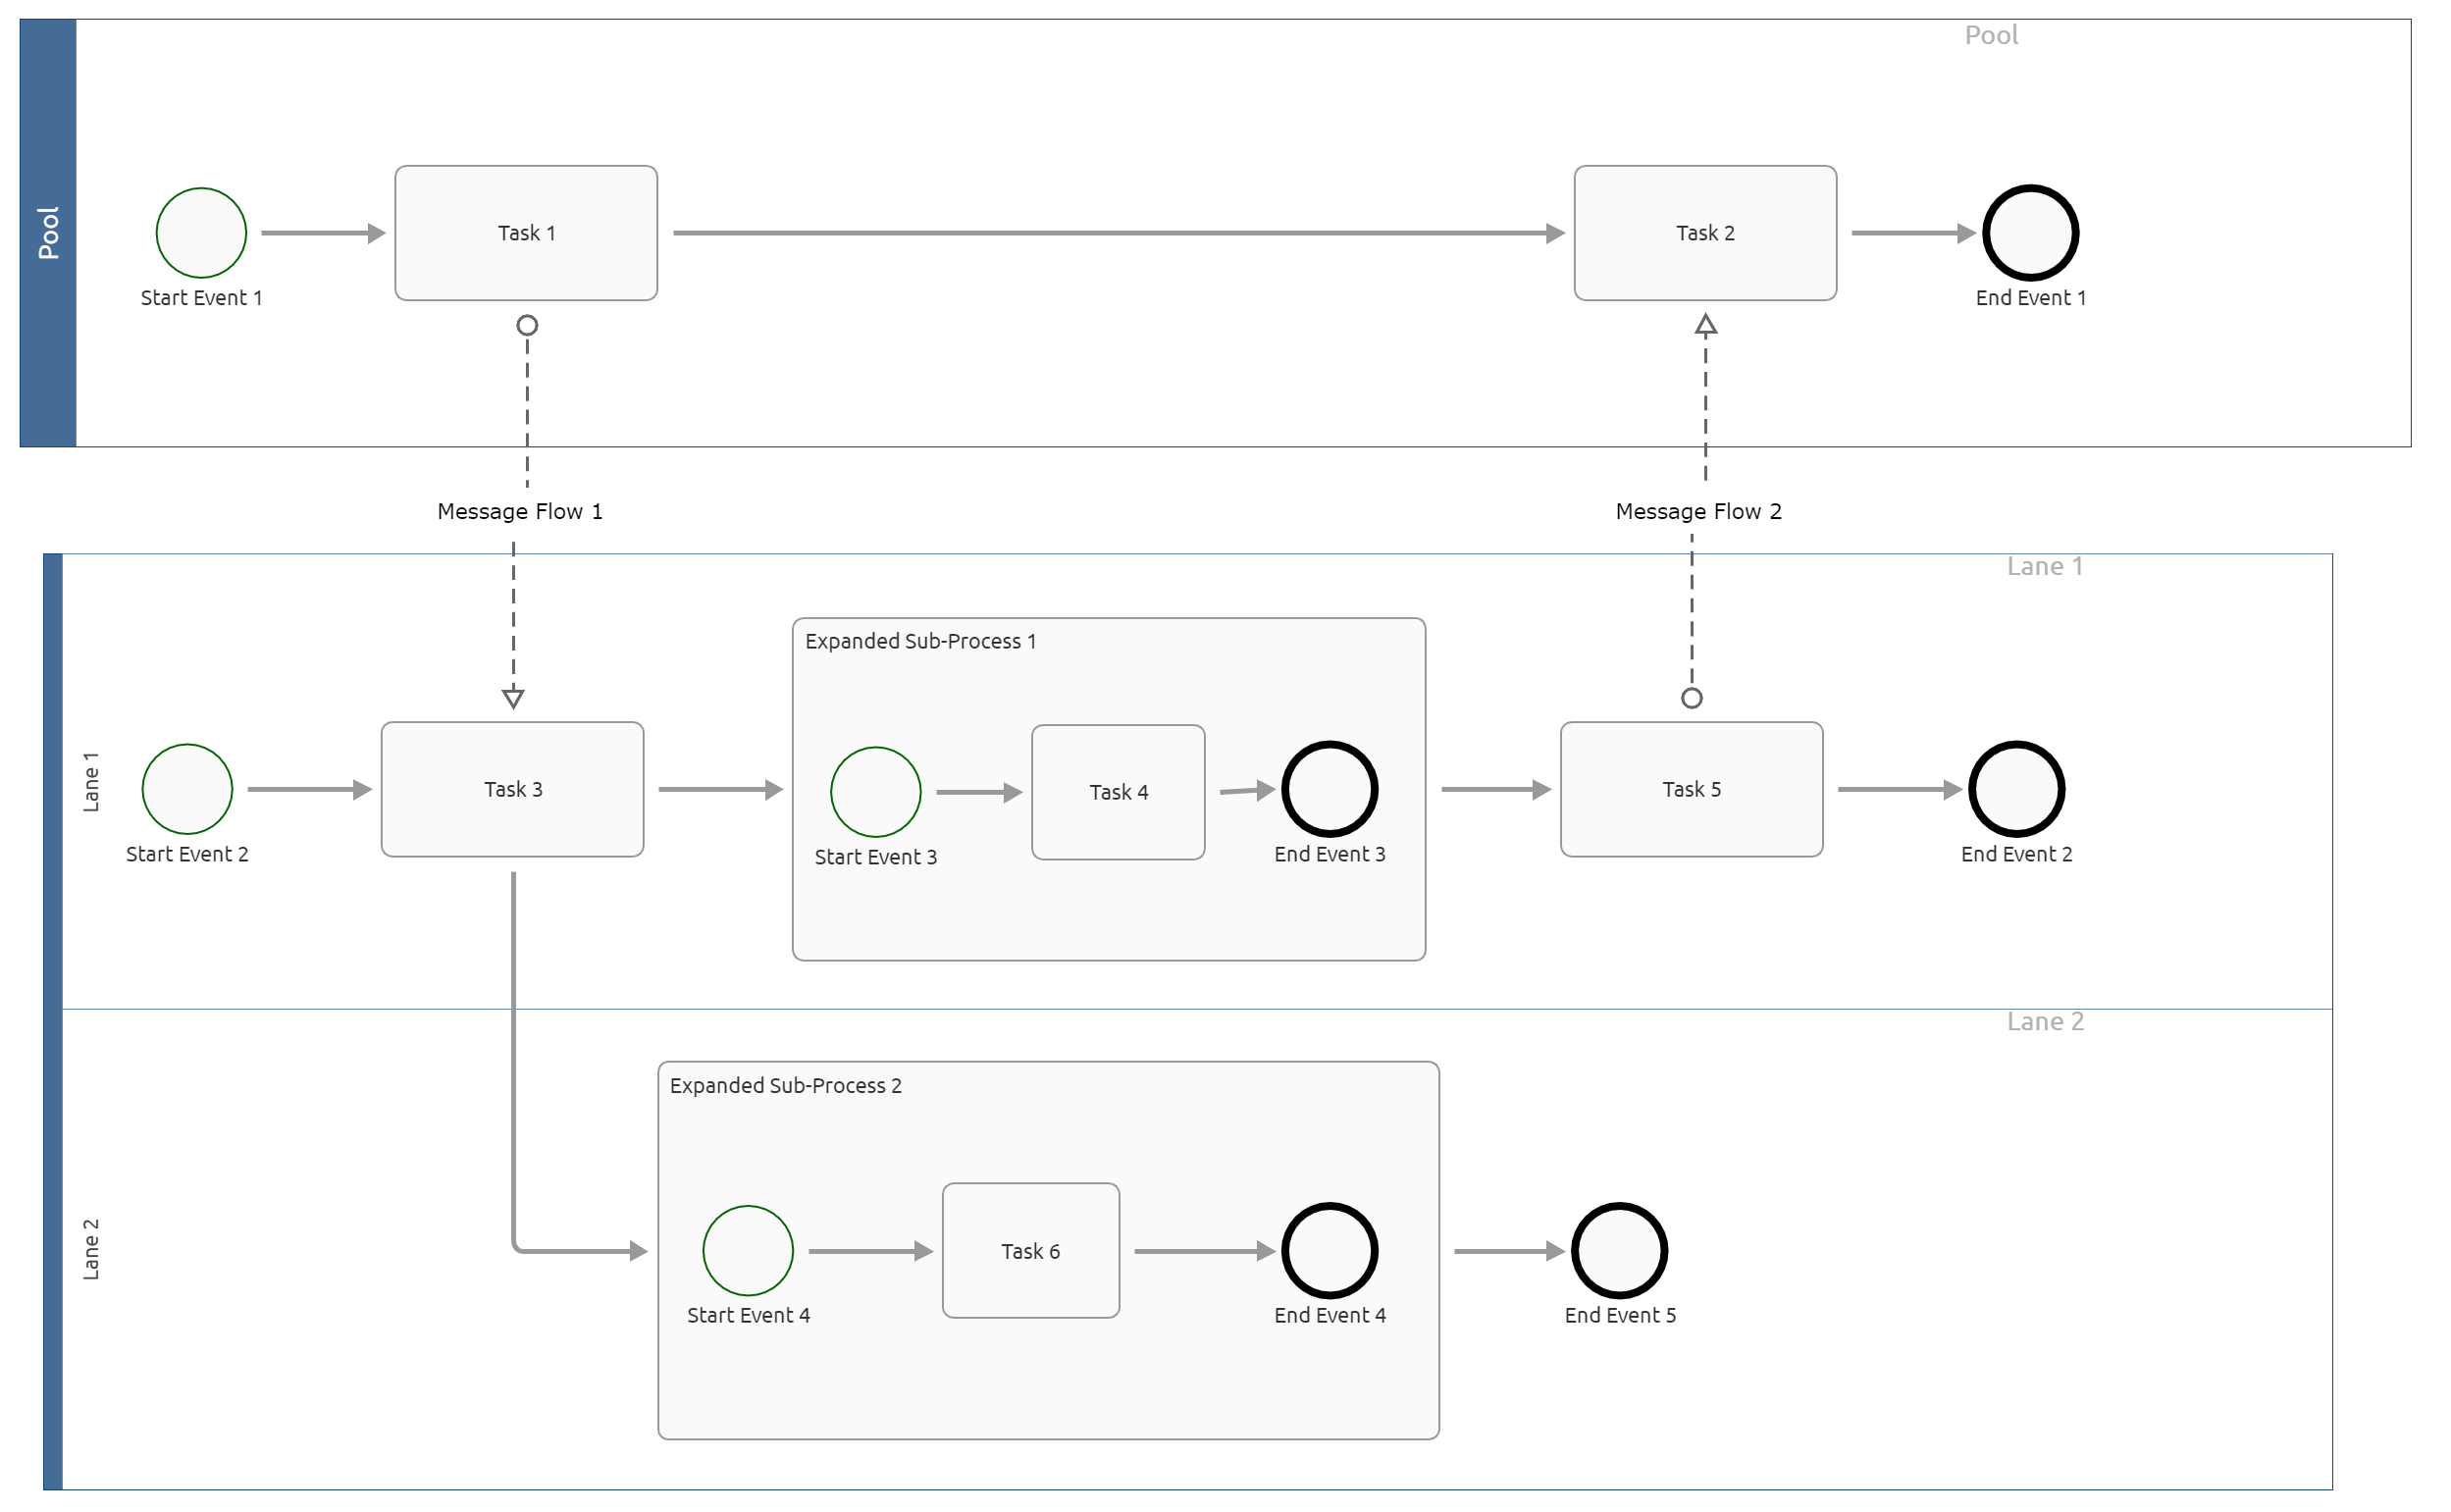 Pool
Pool
Start Event 1
Task 1
Task 2
End Event 1
Message Flow 1
Message Flow 2
Lane 1
Lane 1
Expanded Sub-Process 1
Start Event 2
Task 3
Start Event 3
Task 4
End Event 3
Task 5
End Event 2
Lane 2
Lane 2
Expanded Sub-Process 2
Start Event 4
Task 6
End Event 4
End Event 5